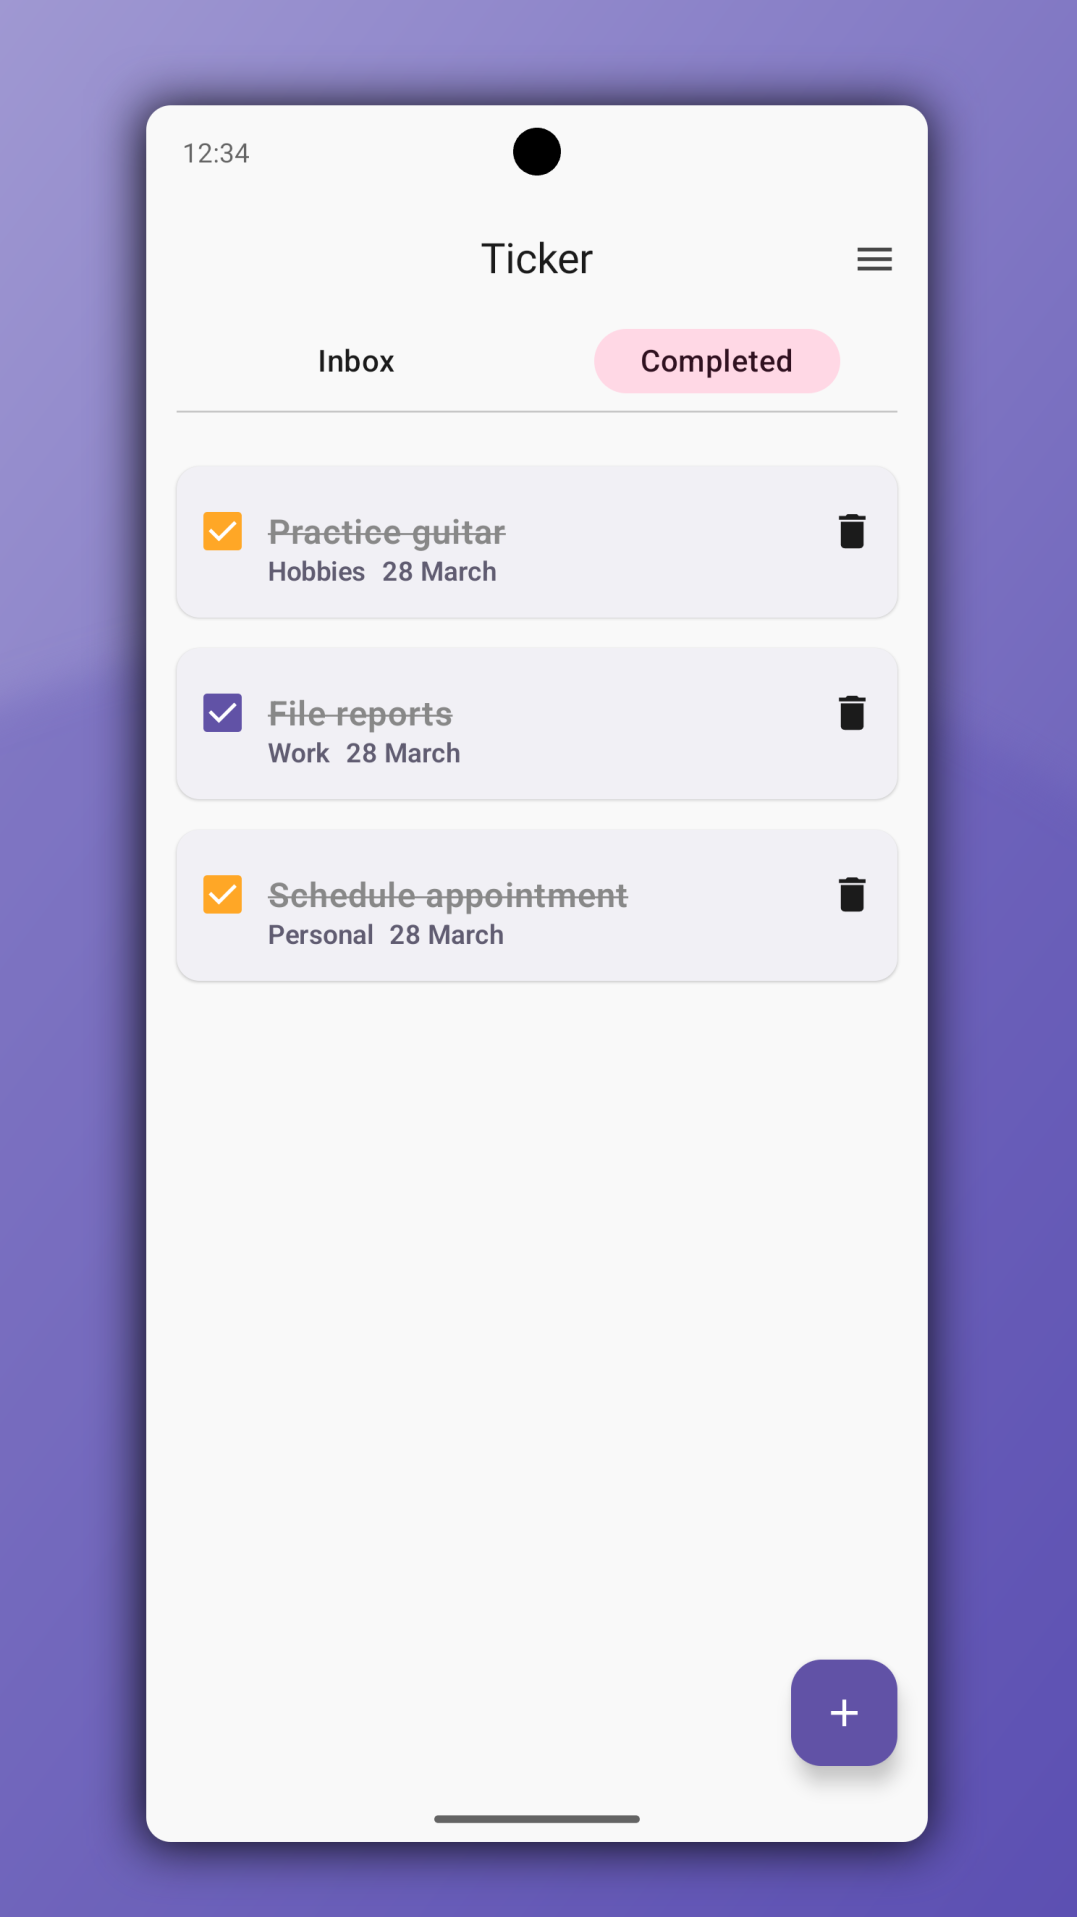 12:34
Ticker
Inbox
Completed
Practice guitar
Hobbies 28 March
File reports
Work 28 March
Schedule appointment
Personal 28 March